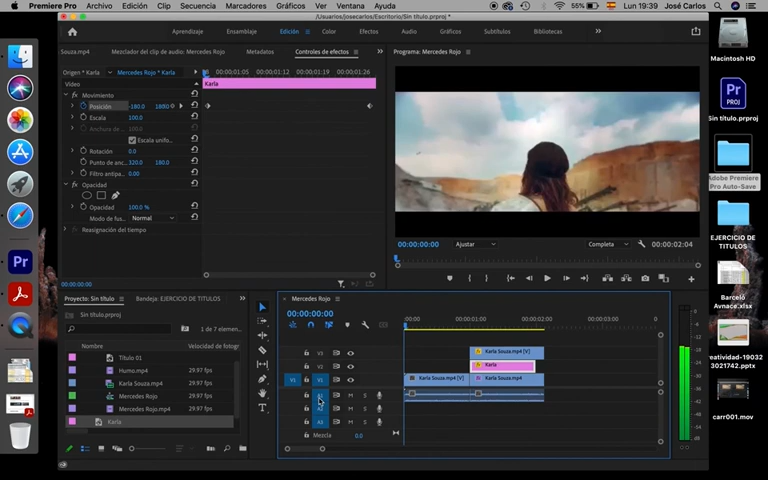 Premiere Pro Archivo Edición Clip Secuencia Marcadores Gráficos Ver Ventana Ayuda 55% Lun 19:39 José Carlos
/Usuarios/josecarlos/Escritorio/Sin título.prproj *
Aprendizaje Ensamblaje Edición Color Efectos Audio Gráficos Subtítulos Bibliotecas
Souza.mp4 Mezclador del clip de audio: Mercedes Rojo Metadatos Controles de efectos
Programa: Mercedes Rojo
Origen * Karla Mercedes Rojo * Karla
00:00:01:05 00:00:01:12 00:00:01:19 00:00:01:26
Vídeo
Karla
fx Movimiento
Posición -180.0
Escala 100.0
Anchura de
Escala unifo...
Rotación 0.0
Punto de anc... 320.0 180.0
Filtro antipa... 0.00
fx Opacidad
Opacidad 100.0 %
Modo de fus... Normal
Reasignación del tiempo
00:00:00:00
00:00:00:00 Ajustar Completa 00:00:02:04
Proyecto: Sin título Bandeja: EJERCICIO DE TITULOS
Sin título.prproj
1 de 7 elemen...
Nombre Velocidad de fotogr
Título 01
Humo.mp4 29.97 fps
Karla Souza.mp4 29.97 fps
Mercedes Rojo 29.97 fps
Mercedes Rojo.mp4 29.97 fps
Karla
Mercedes Rojo
00:00:00:00
:00:00 00:00:01:00 00:00:02:00 00:00:03:00
V3 Karla Souza.mp4 [V]
V2 Karla
V1 V1 Karla Souza.mp4 [V] Karla Souza.mp4
M S
M S
A3 M S
Mezcla 0.0
Macintosh HD
Pr
PROJ
Sin título.prproj
Adobe Premiere
Pro Auto-Save
EJERCICIO DE
TITULOS
Barceló
Avnace.xlsx
reatividad-19032
3021742.pptx
carr001.mov
Pr